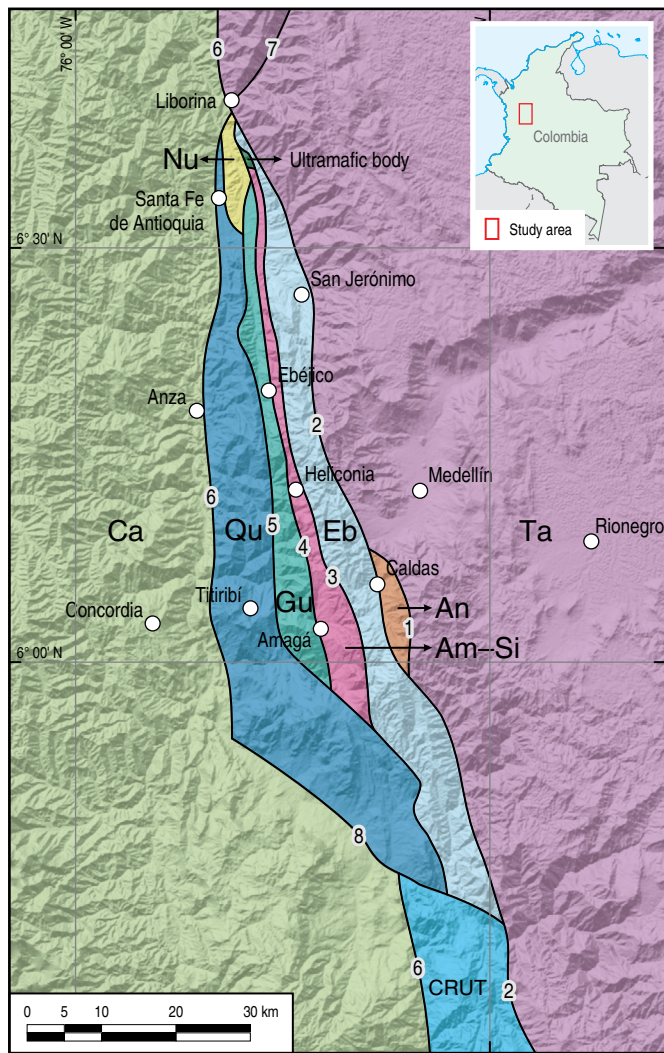 76° 00' W
6
7
Liborina
Nu
Ultramafic body
Santa Fe
de Antioquia
Colombia
Study area
6° 30' N
San Jerónimo
Ebéjico
Anza
2
Heliconia
Medellín
6
Ca
Qu
5
Eb
Ta
Rionegro
4
3
Caldas
Titiribí
Gu
An
Concordia
Amagá
1
Am–Si
6° 00' N
8
6
CRUT
2
0 5 10 20 30 km